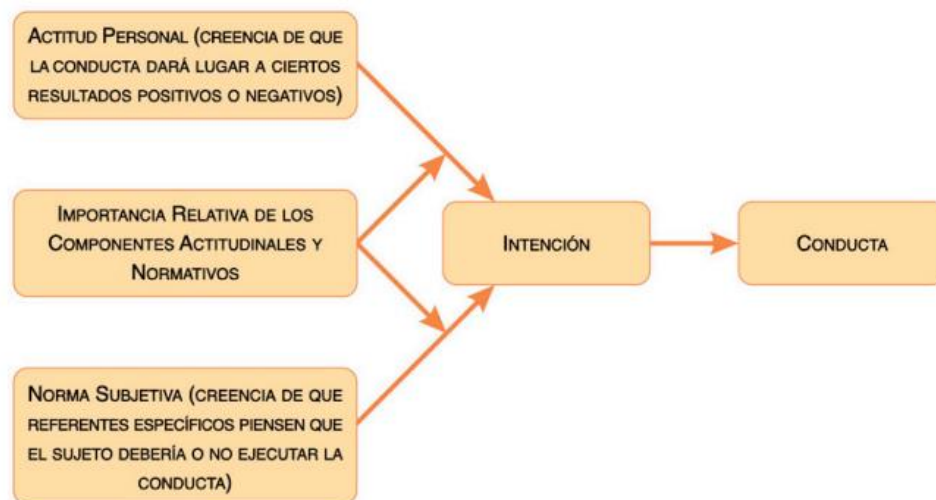 ACTITUD PERSONAL (CREENCIA DE QUE
LA CONDUCTA DARÁ LUGAR A CIERTOS
RESULTADOS POSITIVOS O NEGATIVOS)
IMPORTANCIA RELATIVA DE LOS
COMPONENTES ACTITUDINALES Y
NORMATIVOS
INTENCIÓN
CONDUCTA
NORMA SUBJETIVA (CREENCIA DE QUE
REFERENTES ESPECÍFICOS PIENSEN QUE
EL SUJETO DEBERÍA O NO EJECUTAR LA
CONDUCTA)